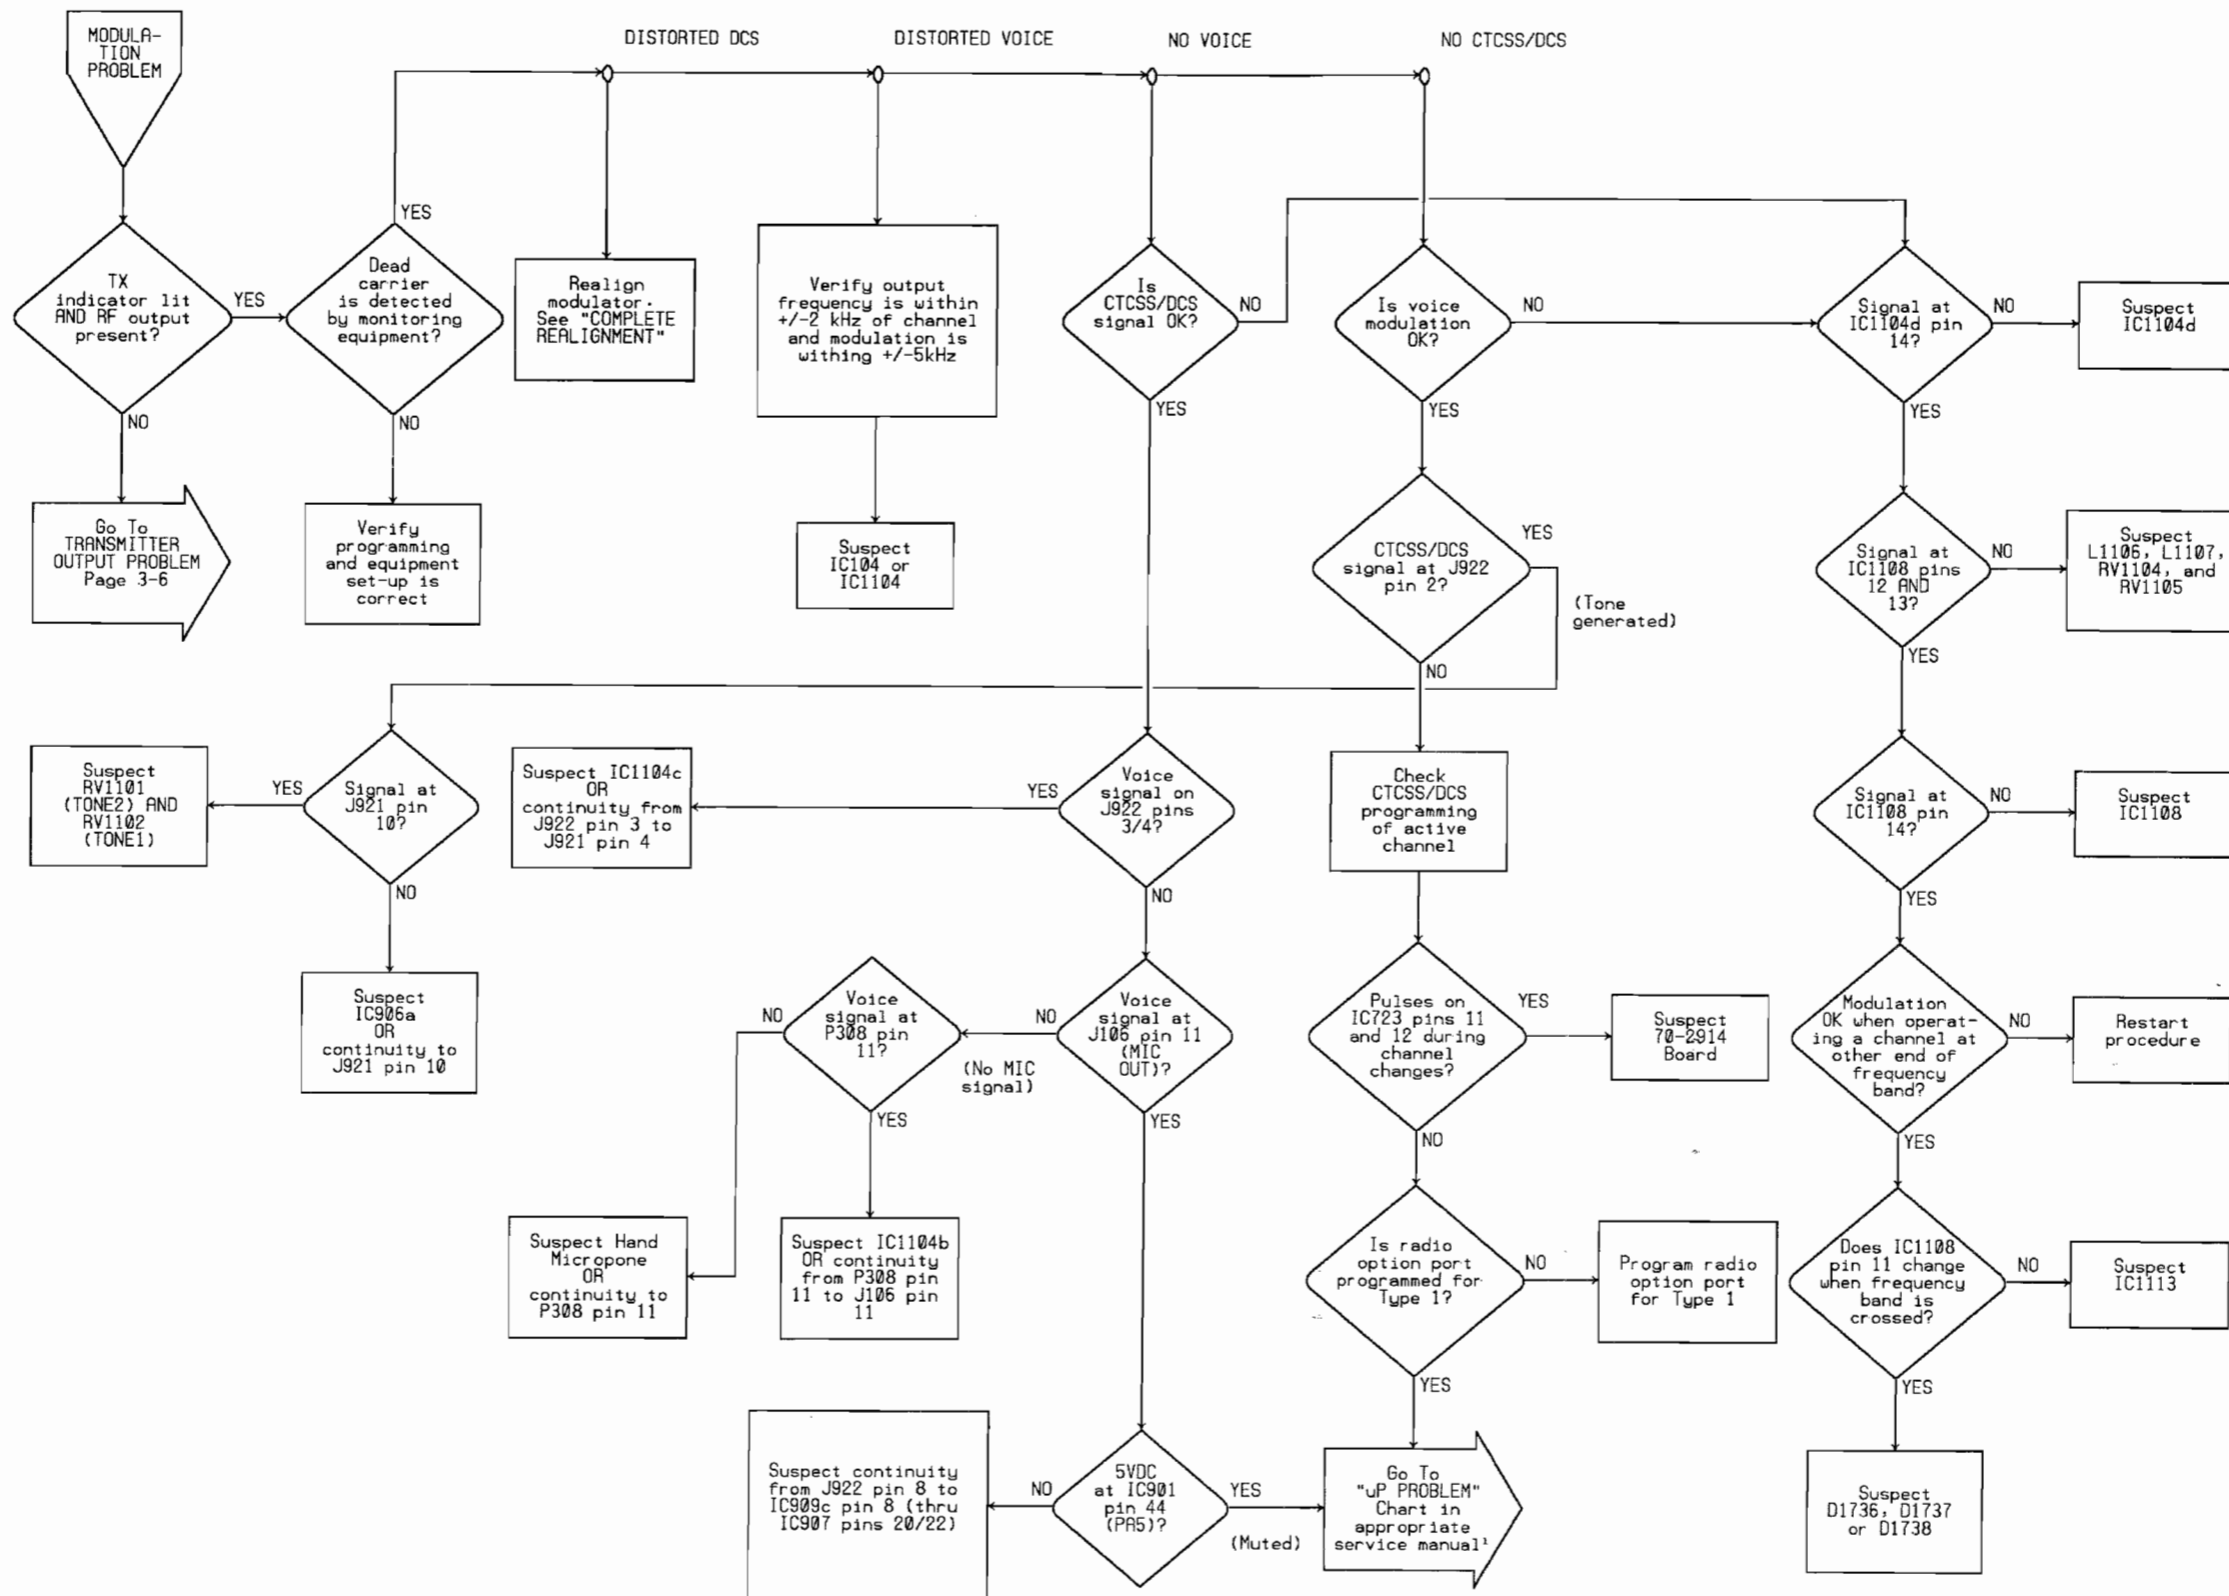 MODULA-
TION
PROBLEM
DISTORTED DCS
DISTORTED VOICE
NO VOICE
NO CTCSS/DCS
TX
indicator lit
AND RF output
present?
YES
NO
Dead
carrier
is detected
by monitoring
equipment?
YES
NO
Realign
modulator.
See "COMPLETE
REALIGNMENT"
Verify output
frequency is within
+/-2 kHz of channel
and modulation is
withing +/-5kHz
Is
CTCSS/DCS
signal OK?
NO
YES
Is voice
modulation
OK?
NO
YES
Signal at
IC1104d pin
14?
NO
YES
Suspect
IC1104d
Go To
TRANSMITTER
OUTPUT PROBLEM
Page 3-6
Verify
programming
and equipment
set-up is
correct
Suspect
IC104 or
IC1104
CTCSS/DCS
signal at J922
pin 2?
YES
(Tone
generated)
NO
Signal at
IC1108 pins
12 AND
13?
NO
YES
Suspect
L1106, L1107,
RV1104, and
RV1105
Suspect
RV1101
(TONE2) AND
RV1102
(TONE1)
YES
Signal at
J921 pin
10?
NO
Suspect IC1104c
OR
continuity from
J922 pin 3 to
J921 pin 4
YES
Voice
signal on
J922 pins
3/4?
NO
Check
CTCSS/DCS
programming
of active
channel
Signal at
IC1108 pin
14?
NO
YES
Suspect
IC1108
Suspect
IC906a
OR
continuity to
J921 pin 10
NO
Voice
signal at
P308 pin
11?
YES
NO
(No MIC
signal)
Voice
signal at
J106 pin 11
(MIC
OUT)?
YES
Pulses on
IC723 pins 11
and 12 during
channel
changes?
YES
NO
Suspect
70-2914
Board
Modulation
OK when operat-
ing a channel at
other end of
frequency
band?
NO
YES
Restart
procedure
Suspect Hand
Micropone
OR
continuity to
P308 pin 11
Suspect IC1104b
OR continuity
from P308 pin
11 to J106 pin
11
Is radio
option port
programmed for
Type 1?
NO
YES
Program radio
option port
for Type 1
Does IC1108
pin 11 change
when frequency
band is
crossed?
NO
YES
Suspect
IC1113
Suspect continuity
from J922 pin 8 to
IC909c pin 8 (thru
IC907 pins 20/22)
NO
5VDC
at IC901
pin 44
(PA5)?
YES
(Muted)
Go To
"uP PROBLEM"
Chart in
appropriate
service manual¹
Suspect
D1736, D1737
or D1738